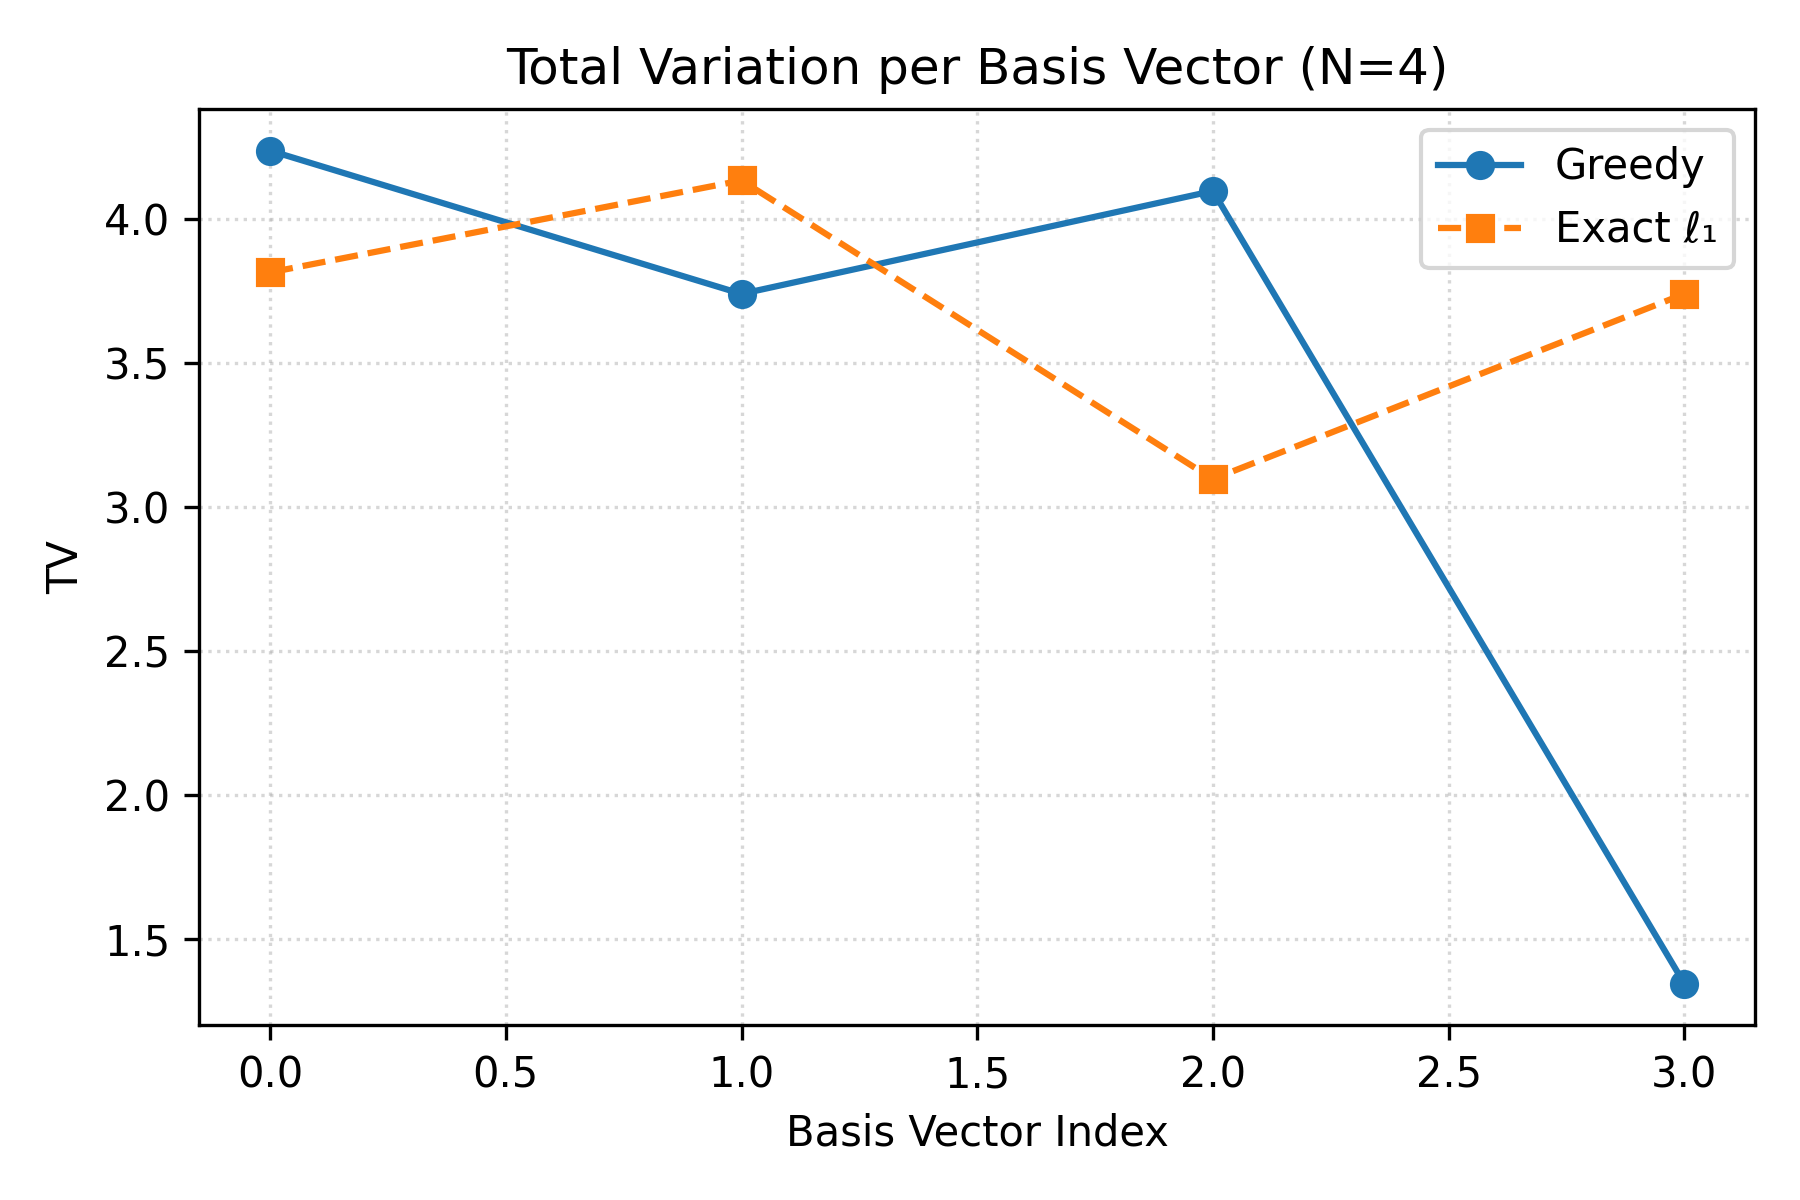 Total Variation per Basis Vector (N=4)
Greedy
Exact ℓ₁
4.0
3.5
3.0
2.5
2.0
1.5
TV
0.0 0.5 1.0 1.5 2.0 2.5 3.0
Basis Vector Index